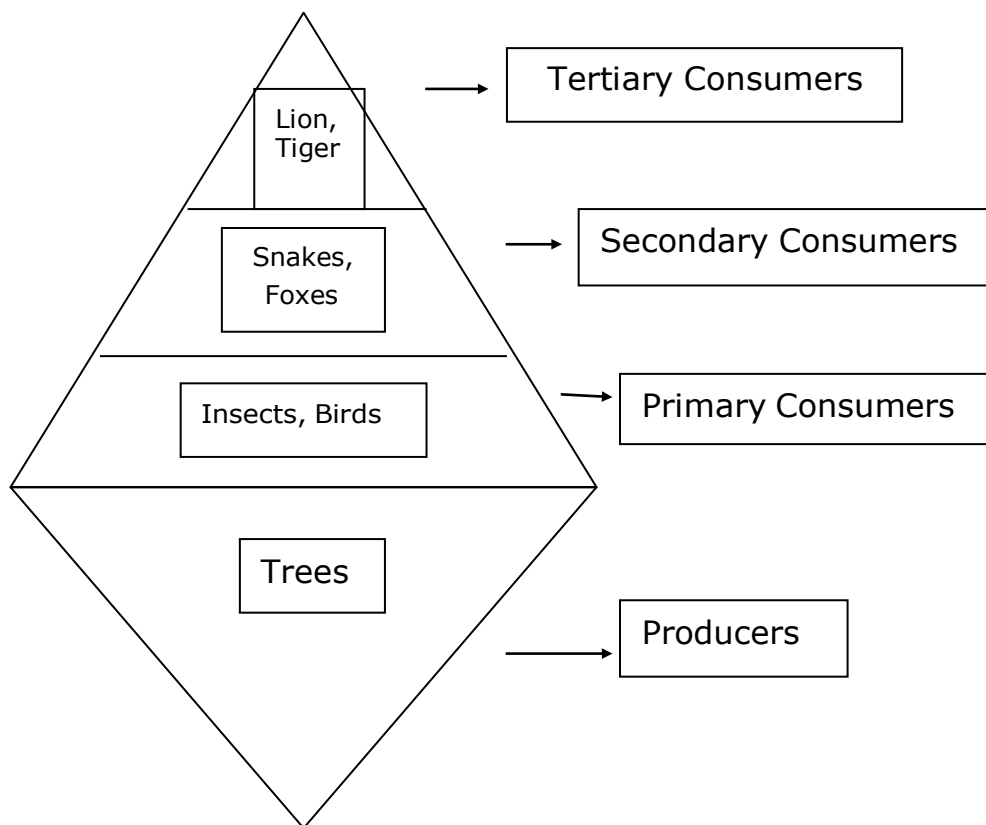 Lion,
Tiger
Tertiary Consumers
Snakes,
Foxes
Secondary Consumers
Insects, Birds
Primary Consumers
Trees
Producers